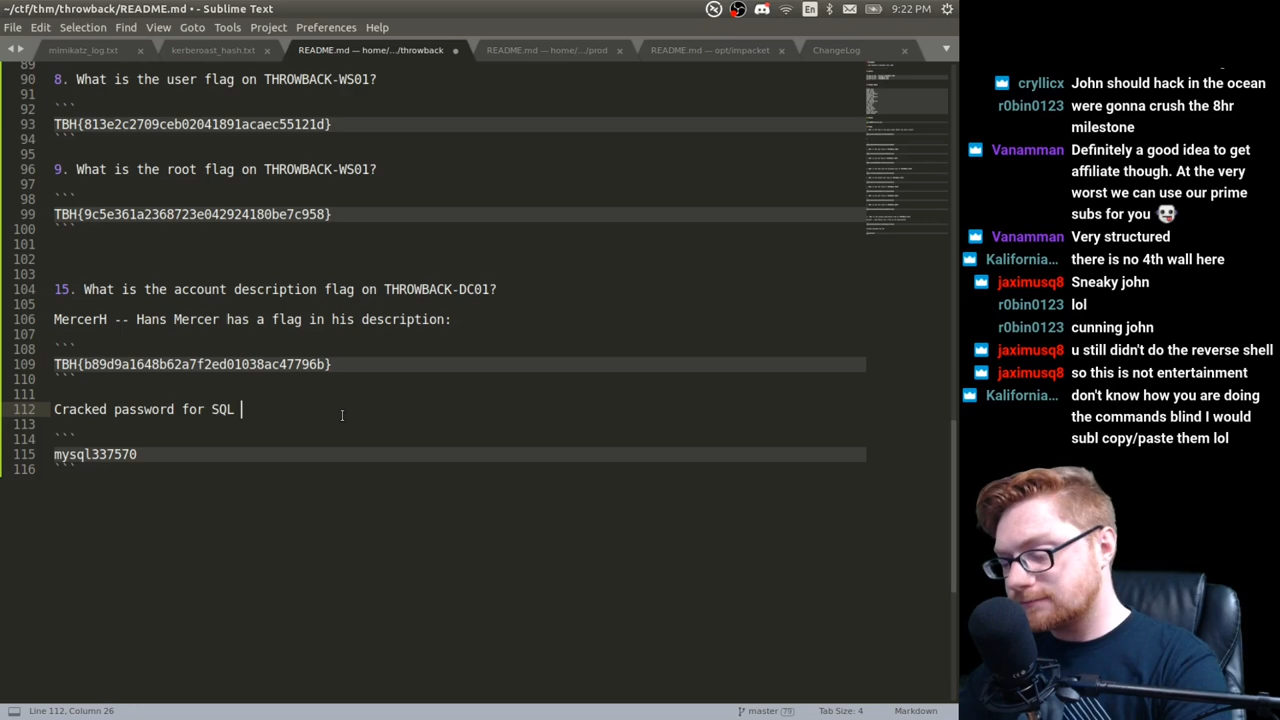 ~/ctf/thm/throwback/README.md • - Sublime Text
En
9:22 PM
File Edit Selection Find View Goto Tools Project Preferences Help
mimikatz_log.txt
kerberoast_hash.txt
README.md — home/.../throwback
README.md — home/.../prod
README.md — opt/impacket
ChangeLog
89
90 8. What is the user flag on THROWBACK-WS01?
91
92 ```
93
94 ```
95
96 9. What is the root flag on THROWBACK-WS01?
97
98 ```
99
100 ```
101
102
103
104 15. What is the account description flag on THROWBACK-DC01?
105
106 MercerH -- Hans Mercer has a flag in his description:
107
108 ```
109 TBH{b89d9a1648b62a7f2ed01038ac47796b}
110 ```
111
112 Cracked password for SQL
113
114 ```
115 mysql337570
116 ```
Line 112, Column 26
master 79
Tab Size: 4
Markdown
cryllicx John should hack in the ocean
r0bin0123 were gonna crush the 8hr
milestone
Vanamman Definitely a good idea to get
affiliate though. At the very
worst we can use our prime
subs for you
Vanamman Very structured
Kalifornia... there is no 4th wall here
jaximusq8 Sneaky john
r0bin0123 lol
r0bin0123 cunning john
jaximusq8 u still didn't do the reverse shell
jaximusq8 so this is not entertainment
Kalifornia... don't know how you are doing
the commands blind I would
subl copy/paste them lol